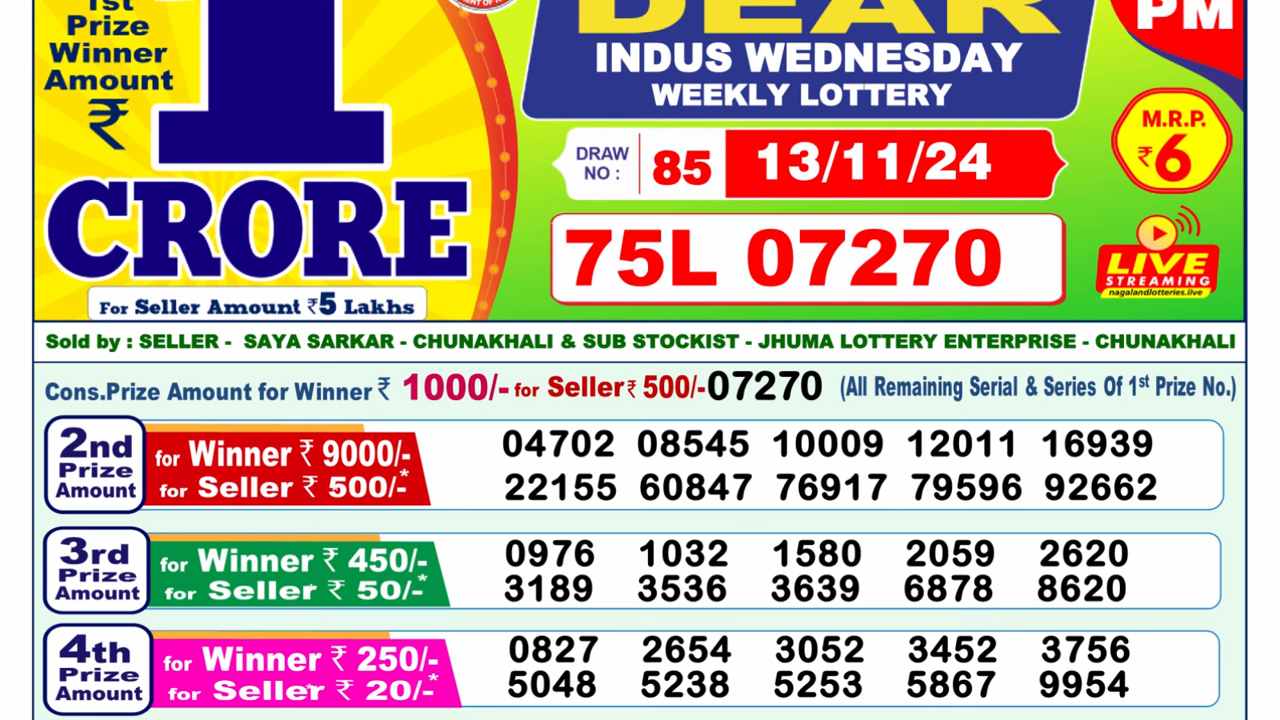 1st
Prize
Winner
Amount
₹
1
CRORE
For Seller Amount ₹5 Lakhs
DEAR
INDUS WEDNESDAY
WEEKLY LOTTERY
PM
DRAW NO : 85 13/11/24
M.R.P.
₹6
75L 07270
LIVE
STREAMING
nagalandlotteries.live
Sold by : SELLER - SAYA SARKAR - CHUNAKHALI & SUB STOCKIST - JHUMA LOTTERY ENTERPRISE - CHUNAKHALI
Cons.Prize Amount for Winner ₹ 1000/- for Seller ₹ 500/- 07270 (All Remaining Serial & Series Of 1st Prize No.)
2nd
Prize
Amount
for Winner ₹ 9000/-
for Seller ₹ 500/-*
04702 08545 10009 12011 16939
22155 60847 76917 79596 92662
3rd
Prize
Amount
for Winner ₹ 450/-
for Seller ₹ 50/-*
0976 1032 1580 2059 2620
3189 3536 3639 6878 8620
4th
Prize
Amount
for Winner ₹ 250/-
for Seller ₹ 20/-*
0827 2654 3052 3452 3756
5048 5238 5253 5867 9954